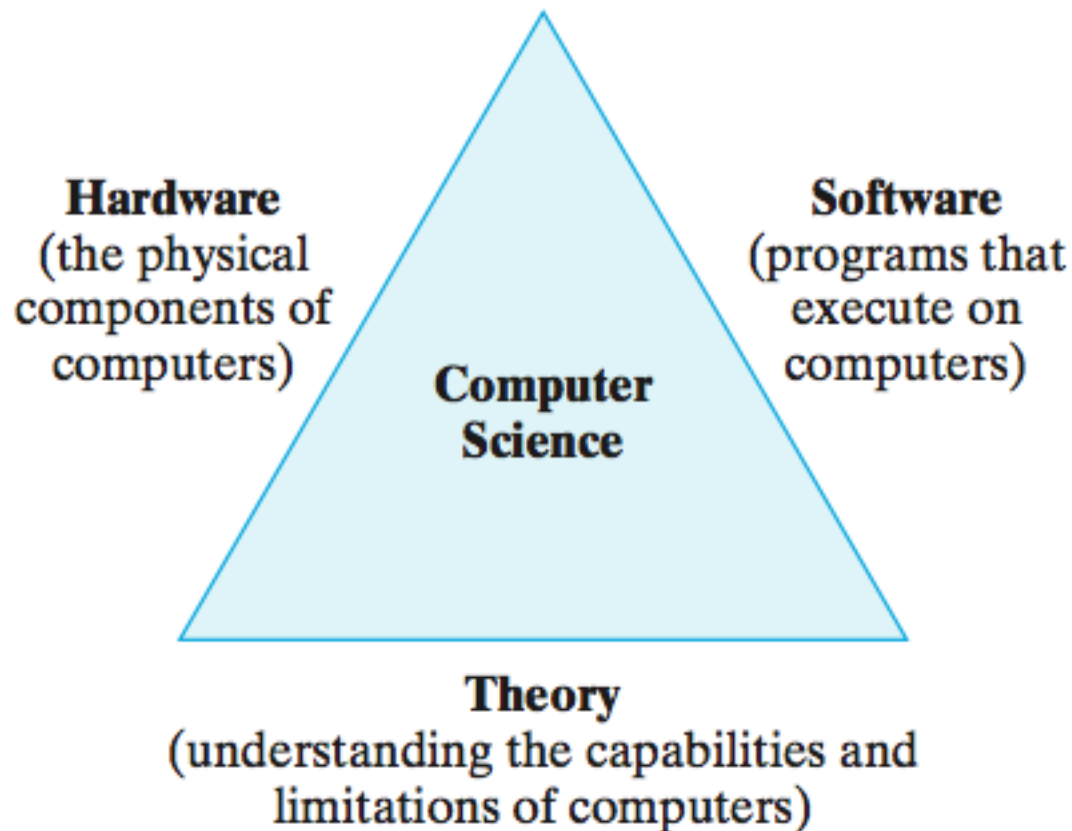 Hardware
(the physical
components of
computers)
Software
(programs that
execute on
computers)
Computer
Science
Theory
(understanding the capabilities and
limitations of computers)